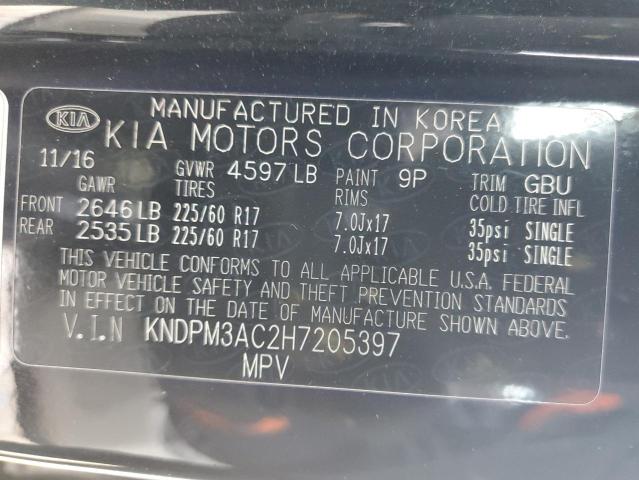 KIA MANUFACTURED IN KOREA
KIA MOTORS CORPORATION
11/16 GVWR 4597 LB PAINT 9P TRIM GBU
GAWR TIRES RIMS COLD TIRE INFL
FRONT 2646 LB 225/60 R17 7.0Jx17 35psi SINGLE
REAR 2535 LB 225/60 R17 7.0Jx17 35psi SINGLE
THIS VEHICLE CONFORMS TO ALL APPLICABLE U.S.A. FEDERAL
MOTOR VEHICLE SAFETY AND THEFT PREVENTION STANDARDS
IN EFFECT ON THE DATE OF MANUFACTURE SHOWN ABOVE.
V.I.N KNDPM3AC2H7205397
MPV